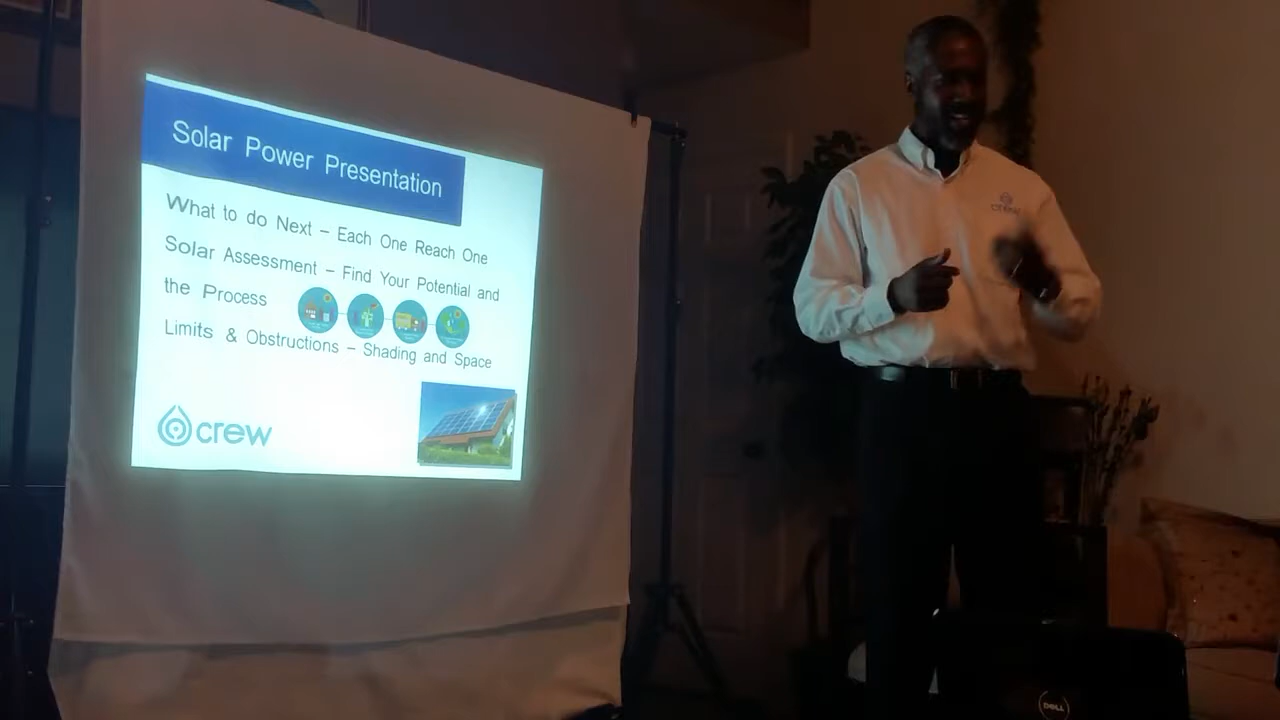 Solar Power Presentation
What to do Next – Each One Reach One
Solar Assessment – Find Your Potential and
the Process
Limits & Obstructions – Shading and Space
crew
crew
DELL